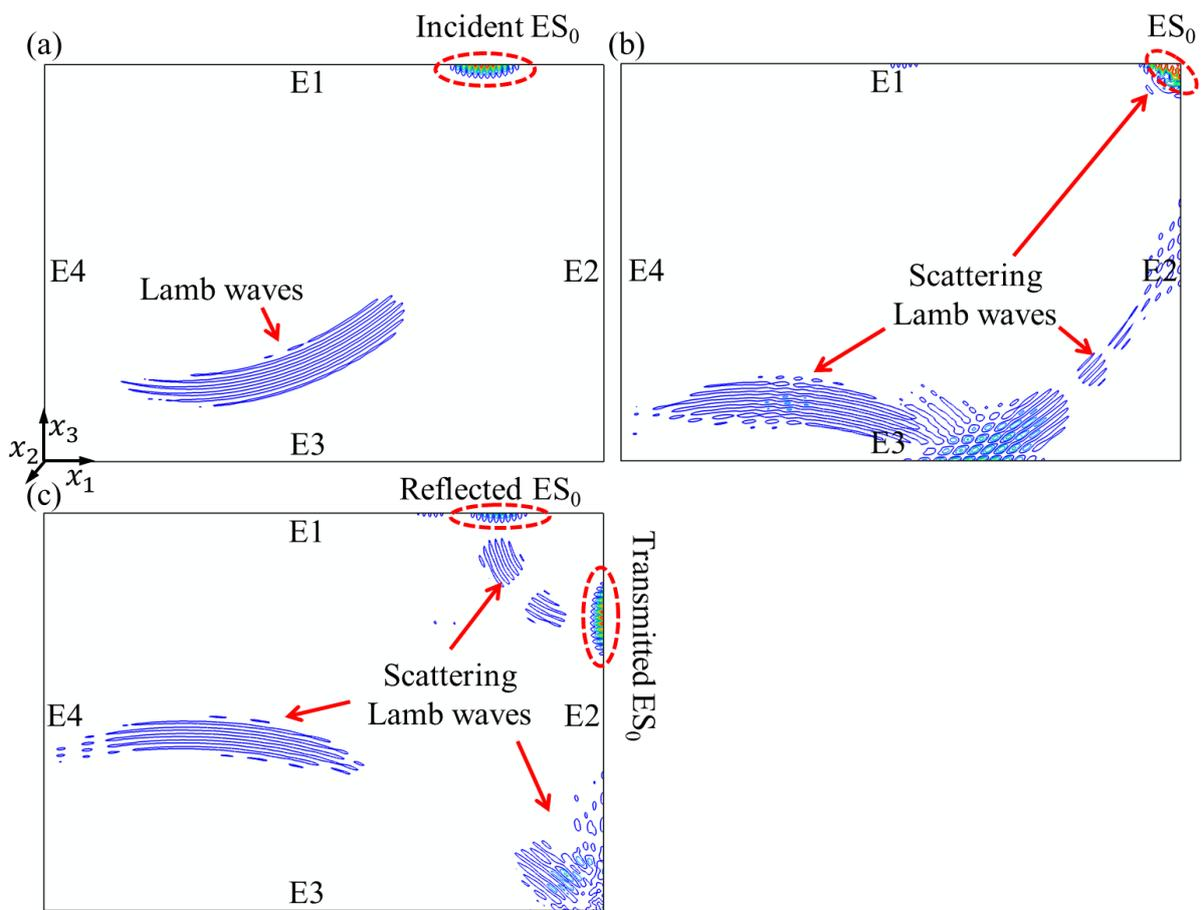 (a)
Incident ES₀
E1
E4
E2
Lamb waves
E3
x₃
x₂
x₁
(b)
ES₀
E1
E4
E2
Scattering
Lamb waves
E3
(c)
Reflected ES₀
E1
Transmitted ES₀
Scattering
Lamb waves
E4
E2
E3